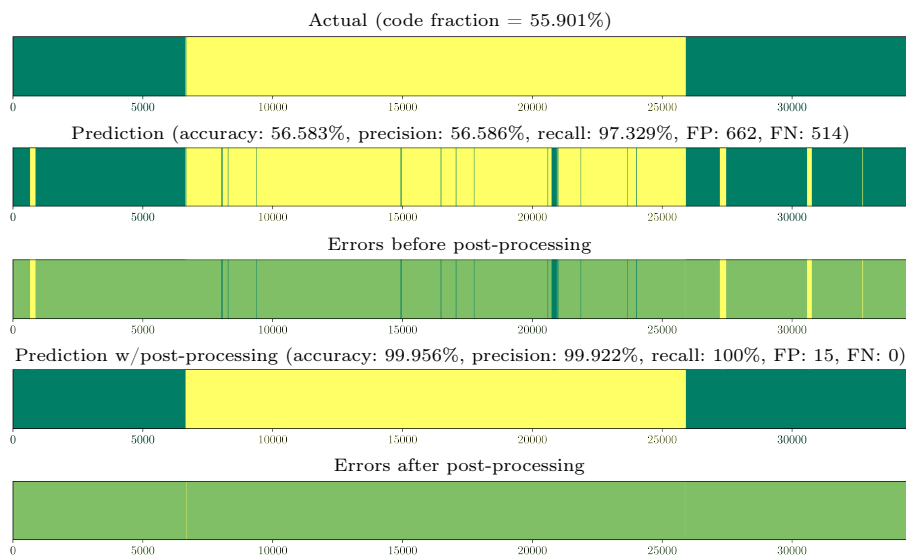 Actual (code fraction = 55.901%)
0 5000 10000 15000 20000 25000 30000
Prediction (accuracy: 56.583%, precision: 56.586%, recall: 97.329%, FP: 662, FN: 514)
0 5000 10000 15000 20000 25000 30000
Errors before post-processing
0 5000 10000 15000 20000 25000 30000
Prediction w/post-processing (accuracy: 99.956%, precision: 99.922%, recall: 100%, FP: 15, FN: 0)
0 5000 10000 15000 20000 25000 30000
Errors after post-processing
0 5000 10000 15000 20000 25000 30000